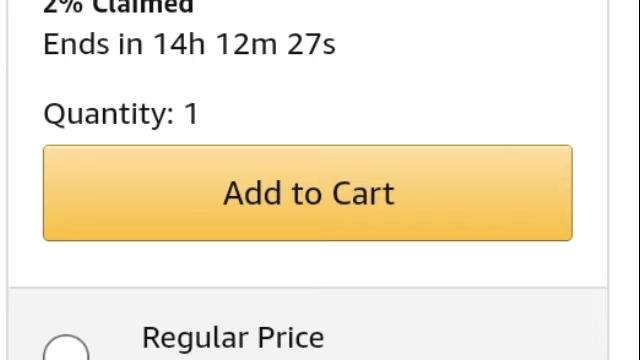 2% Claimed
Ends in 14h 12m 27s
Quantity: 1
Add to Cart
Regular Price